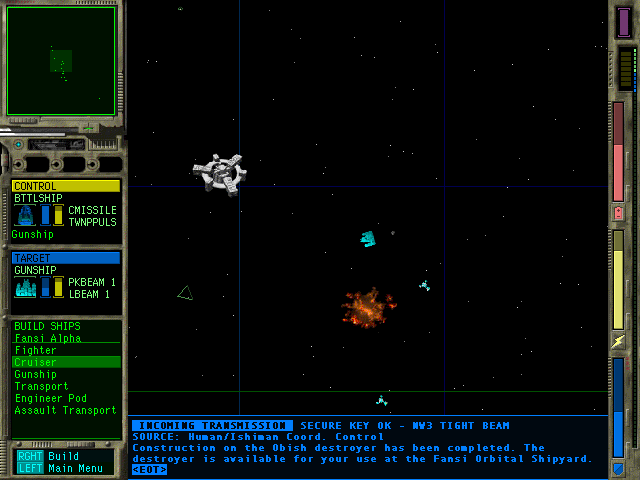 CONTROL
BTTLSHIP
CMISSILE
TWNPPULS
Gunship
TARGET
GUNSHIP
PKBEAM 1
LBEAM 1
BUILD SHIPS
Fansi Alpha
Fighter
Cruiser
Gunship
Transport
Engineer Pod
Assault Transport
RGHT Build
LEFT Main Menu
INCOMING TRANSMISSION SECURE KEY OK - NW3 TIGHT BEAM
SOURCE: Human/Ishiman Coord. Control
Construction on the Obish destroyer has been completed. The
destroyer is available for your use at the Fansi Orbital Shipyard.
<EOT>